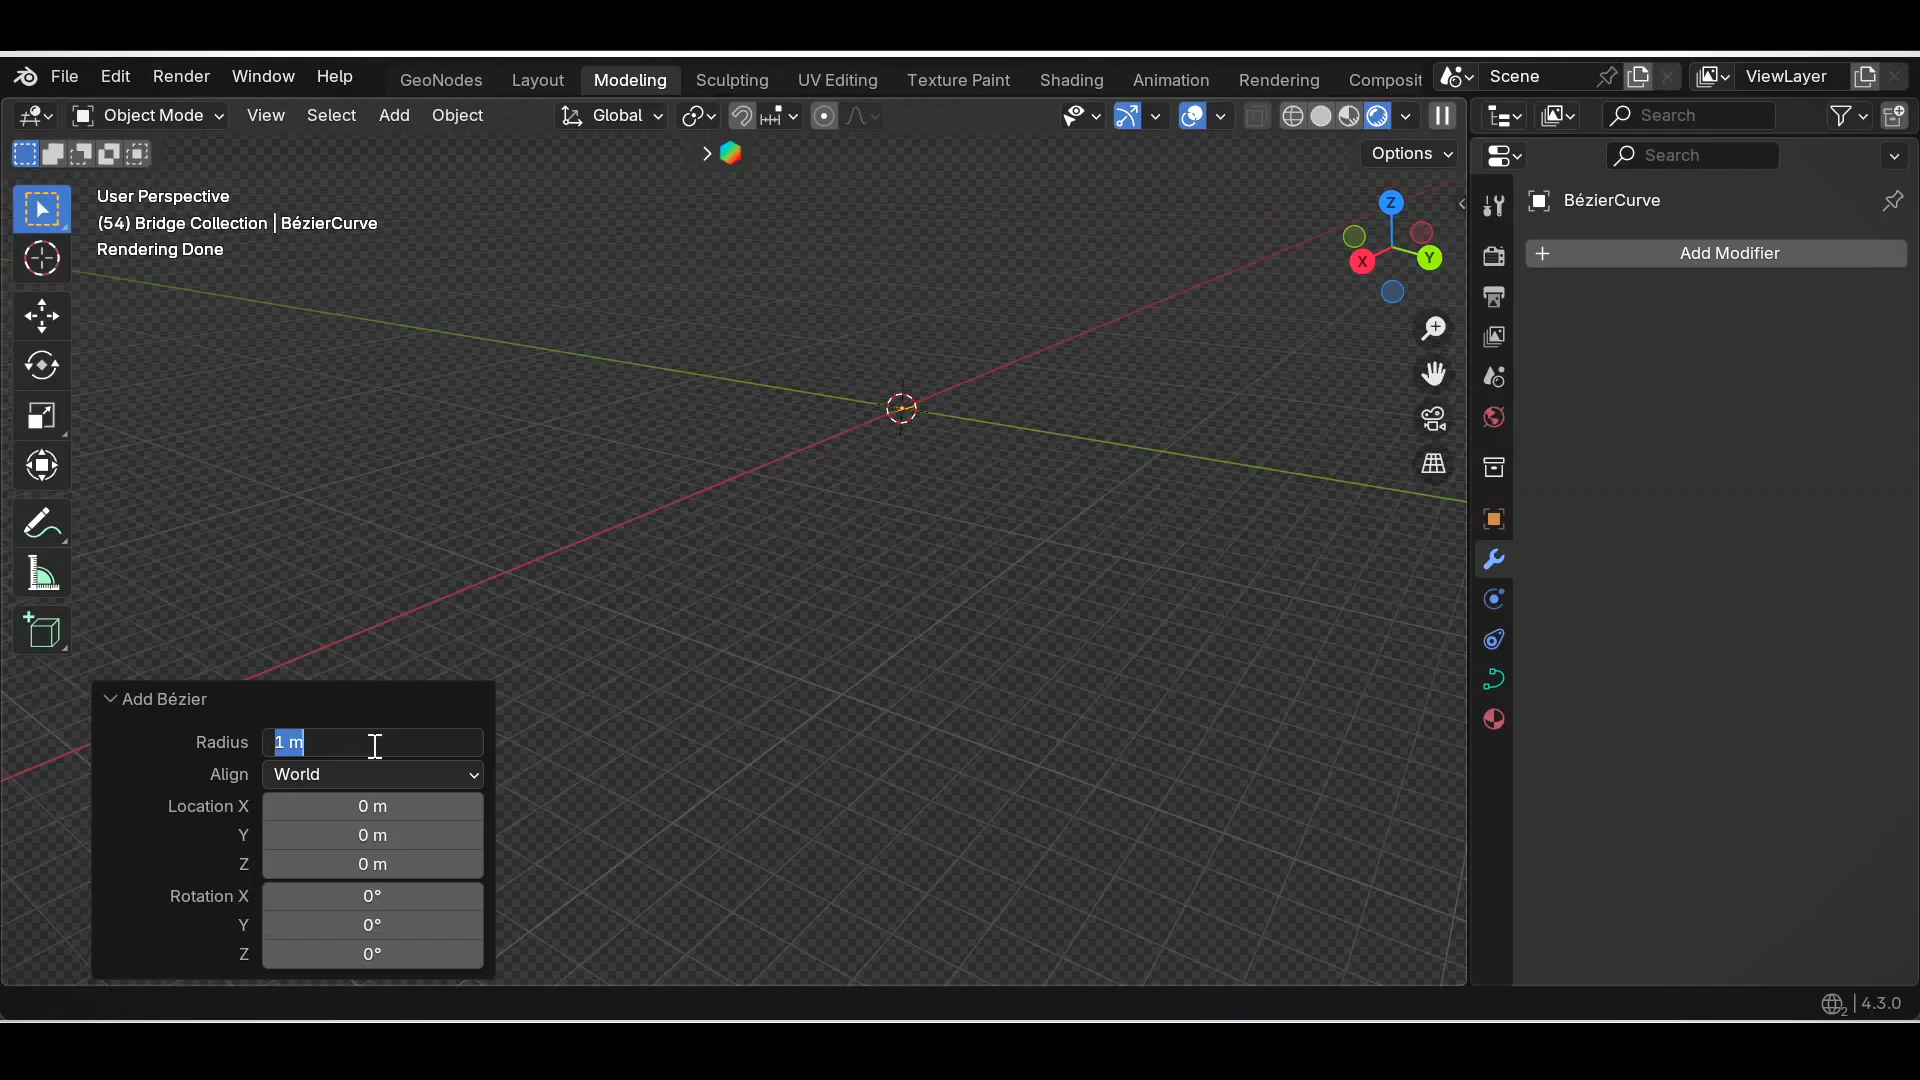 File Edit Render Window Help GeoNodes Layout Modeling Sculpting UV Editing Texture Paint Shading Animation Rendering Composit Scene ViewLayer
Object Mode View Select Add Object Global Search
Options Search
User Perspective
(54) Bridge Collection | BézierCurve
Rendering Done
Z
Y
X
BézierCurve
Add Modifier
Add Bézier
Radius 1 m
Align World
Location X 0 m
Y 0 m
Z 0 m
Rotation X 0°
Y 0°
Z 0°
2 4.3.0